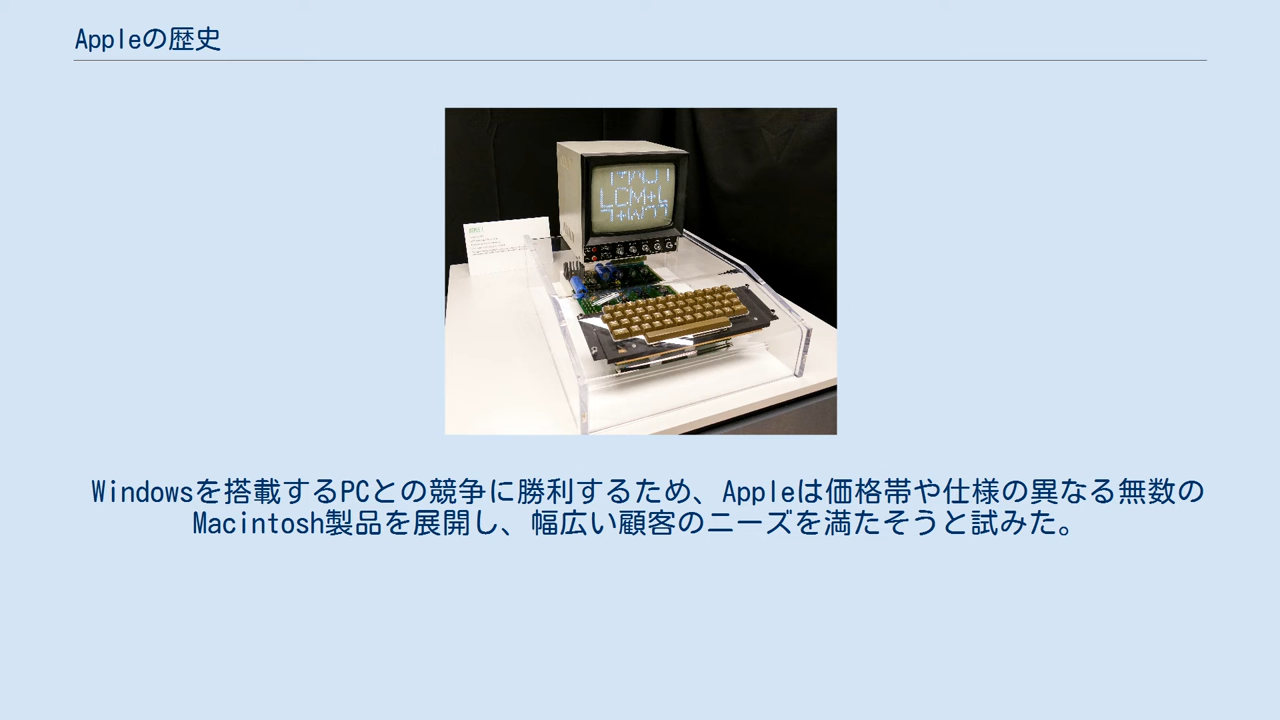 Appleの歴史
LCM+L
Windowsを搭載するPCとの競争に勝利するため、Appleは価格帯や仕様の異なる無数の
Macintosh製品を展開し、幅広い顧客のニーズを満たそうと試みた。